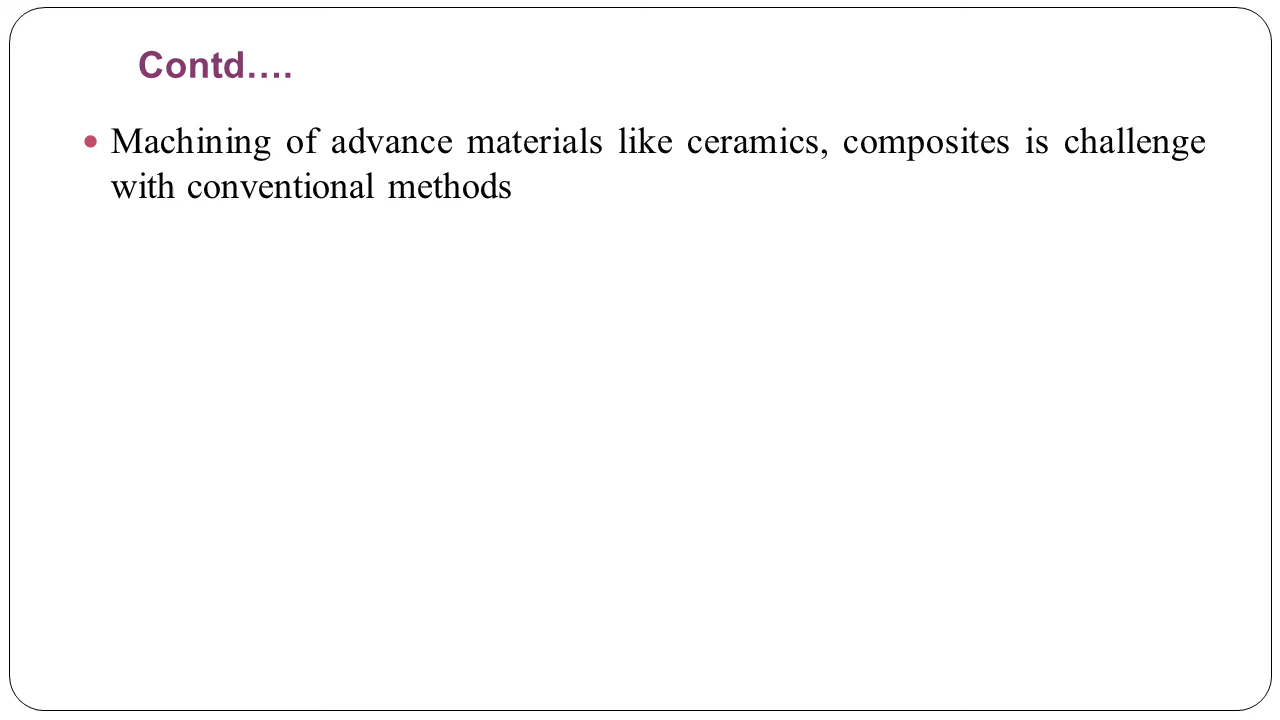 Contd….
• Machining of advance materials like ceramics, composites is challenge
with conventional methods